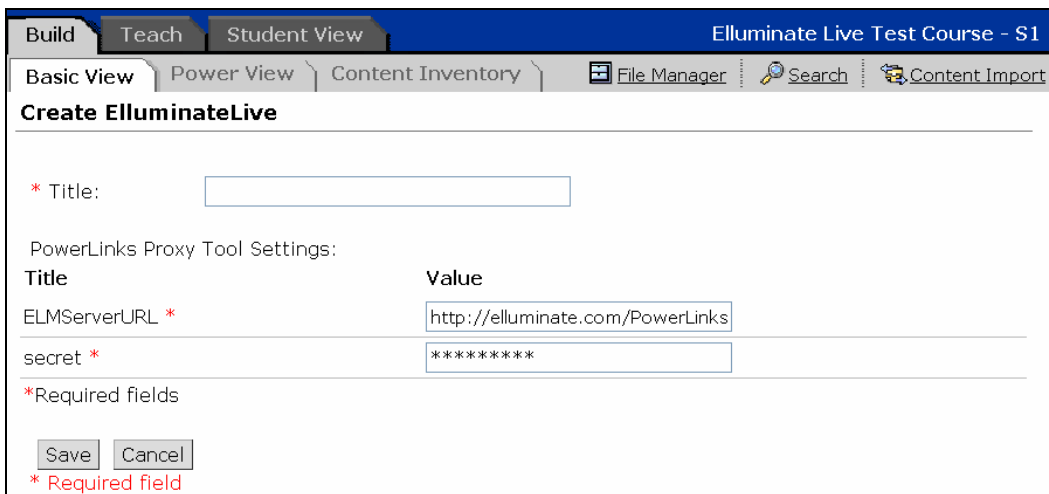 Build Teach Student View Elluminate Live Test Course - S1
Basic View Power View Content Inventory File Manager Search Content Import
Create ElluminateLive
* Title:
PowerLinks Proxy Tool Settings:
Title Value
ELMServerURL * http://elluminate.com/PowerLinks
secret * *********
*Required fields
Save Cancel
* Required field